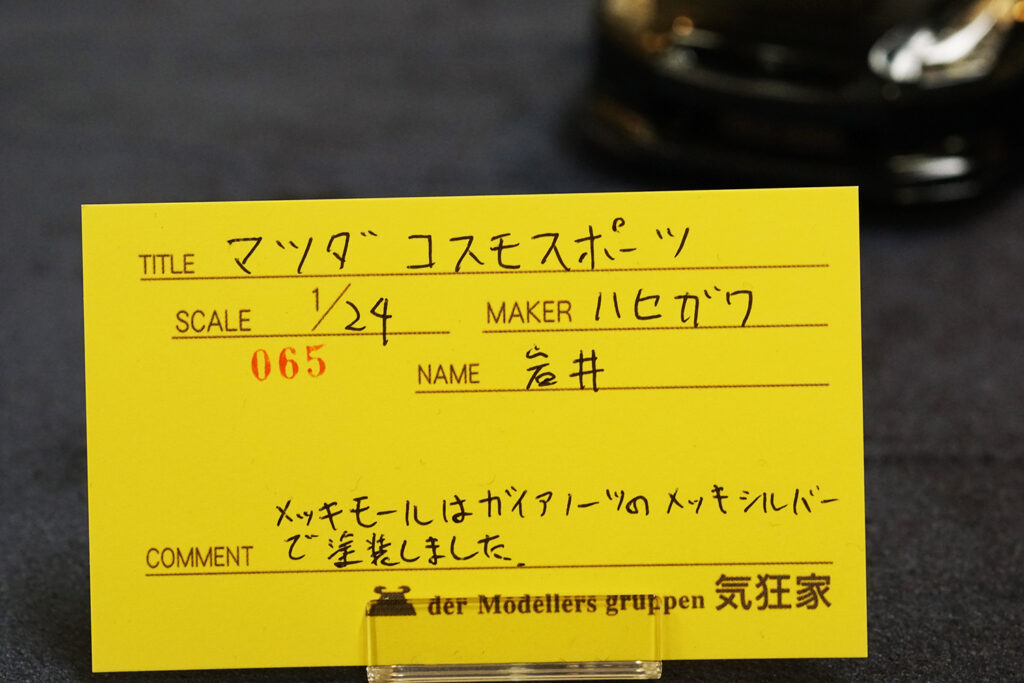 TITLE マツダ コスモスポーツ
SCALE 1/24 MAKER ハセガワ
065
NAME 岩井
メッキモールはガイアノーツのメッキシルバー
COMMENT で塗装しました.
der Modellers gruppen 気狂家